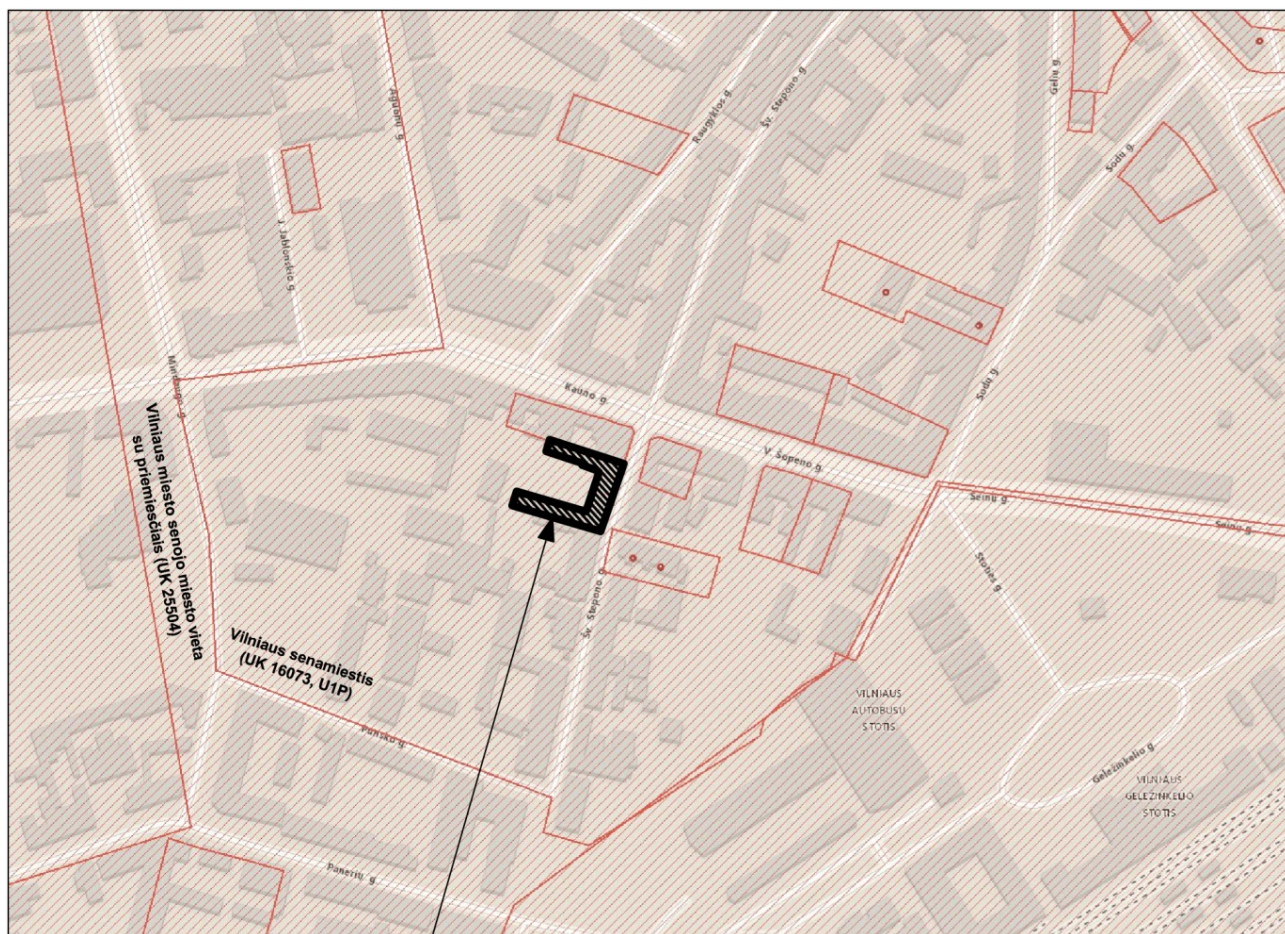 Aguonų g.
Raugyklos g.
Šv. Stepono g.
Gėlių g.
Sodų g.
J. Jablonskio g.
Mindaugo g.
Kauno g.
Sodų g.
V. Šopeno g.
Seinų g.
Seinų g.
Vilniaus miesto senojo miesto vieta
su priemiesčiais (UK 25504)
Stoties g.
Šv. Stepono g.
Vilniaus senamiestis
(UK 16073, U1P)
VILNIAUS
AUTOBUSŲ
STOTIS
Punsko g.
Geležinkelio g.
VILNIAUS
GELEŽINKELIO
STOTIS
Panerių g.